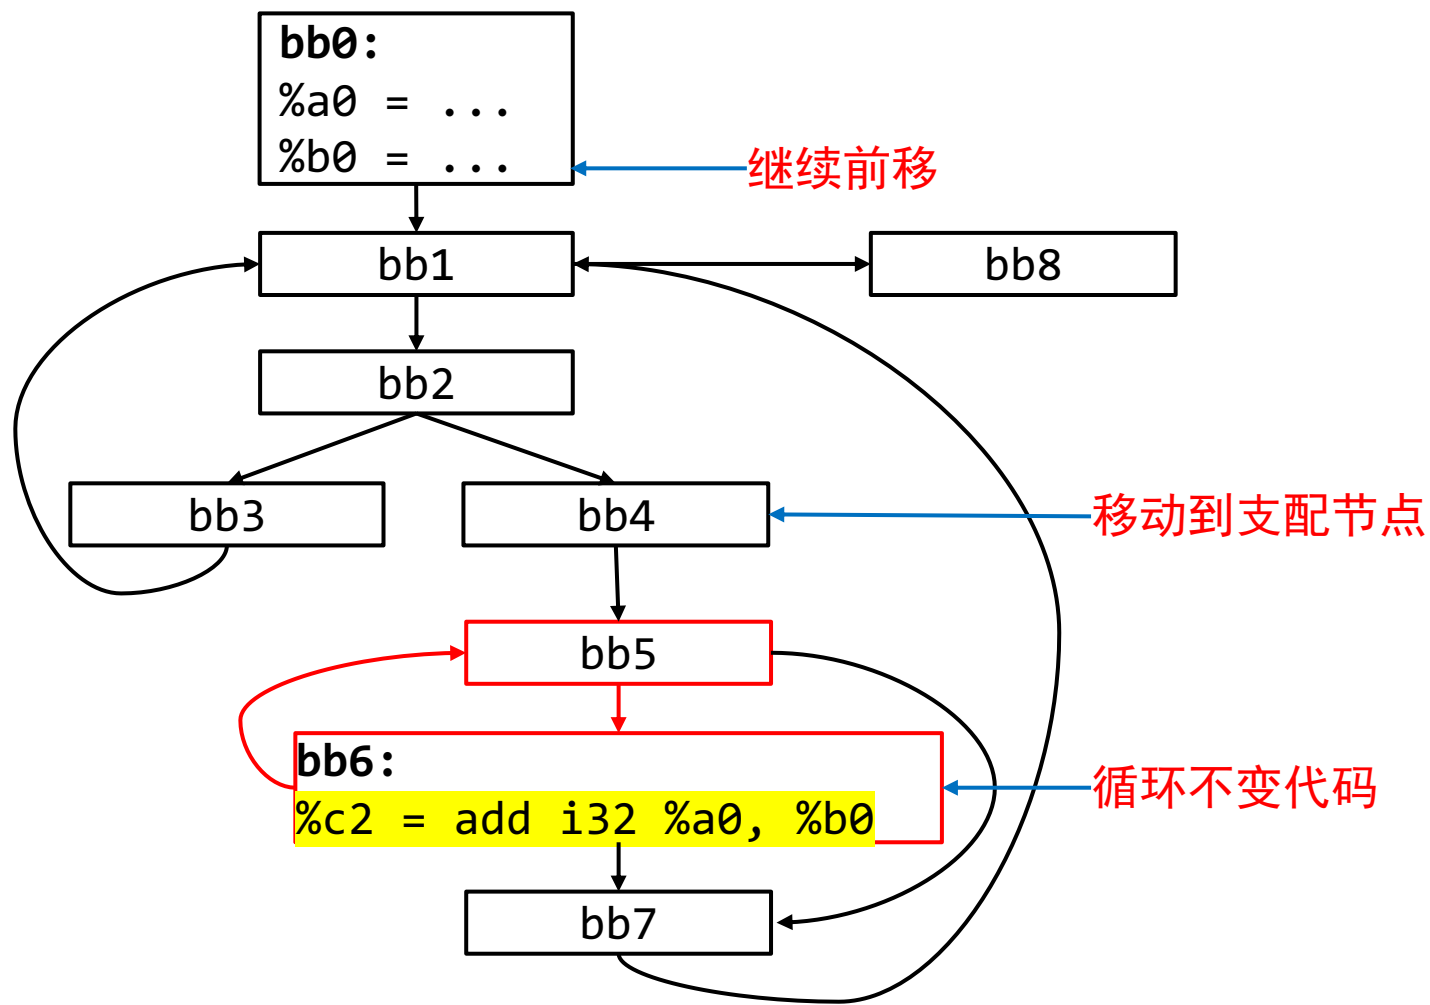 bb0:
%a0 = ...
%b0 = ...
继续前移
bb1
bb8
bb2
bb3
bb4
移动到支配节点
bb5
bb6:
循环不变代码
%c2 = add i32 %a0, %b0
bb7